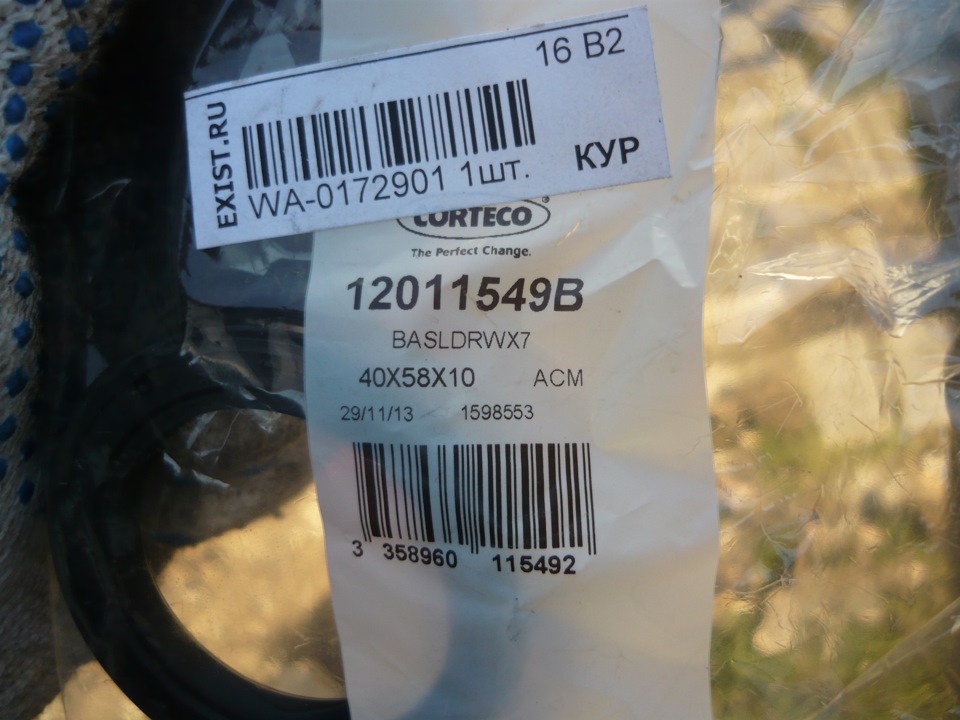 16 B2
EXIST.RU
WA-0172901 1шт.
КУР
CORTECO
The Perfect Change.
12011549B
BASLDRWX7
40X58X10 ACM
29/11/13 1598553
3 358960 115492